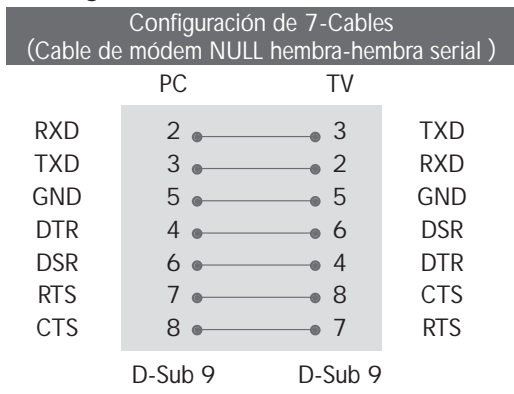 Configuración de 7-Cables
(Cable de módem NULL hembra-hembra serial )
PC TV
RXD 2 3 TXD
TXD 3 2 RXD
GND 5 5 GND
DTR 4 6 DSR
DSR 6 4 DTR
RTS 7 8 CTS
CTS 8 7 RTS
D-Sub 9 D-Sub 9